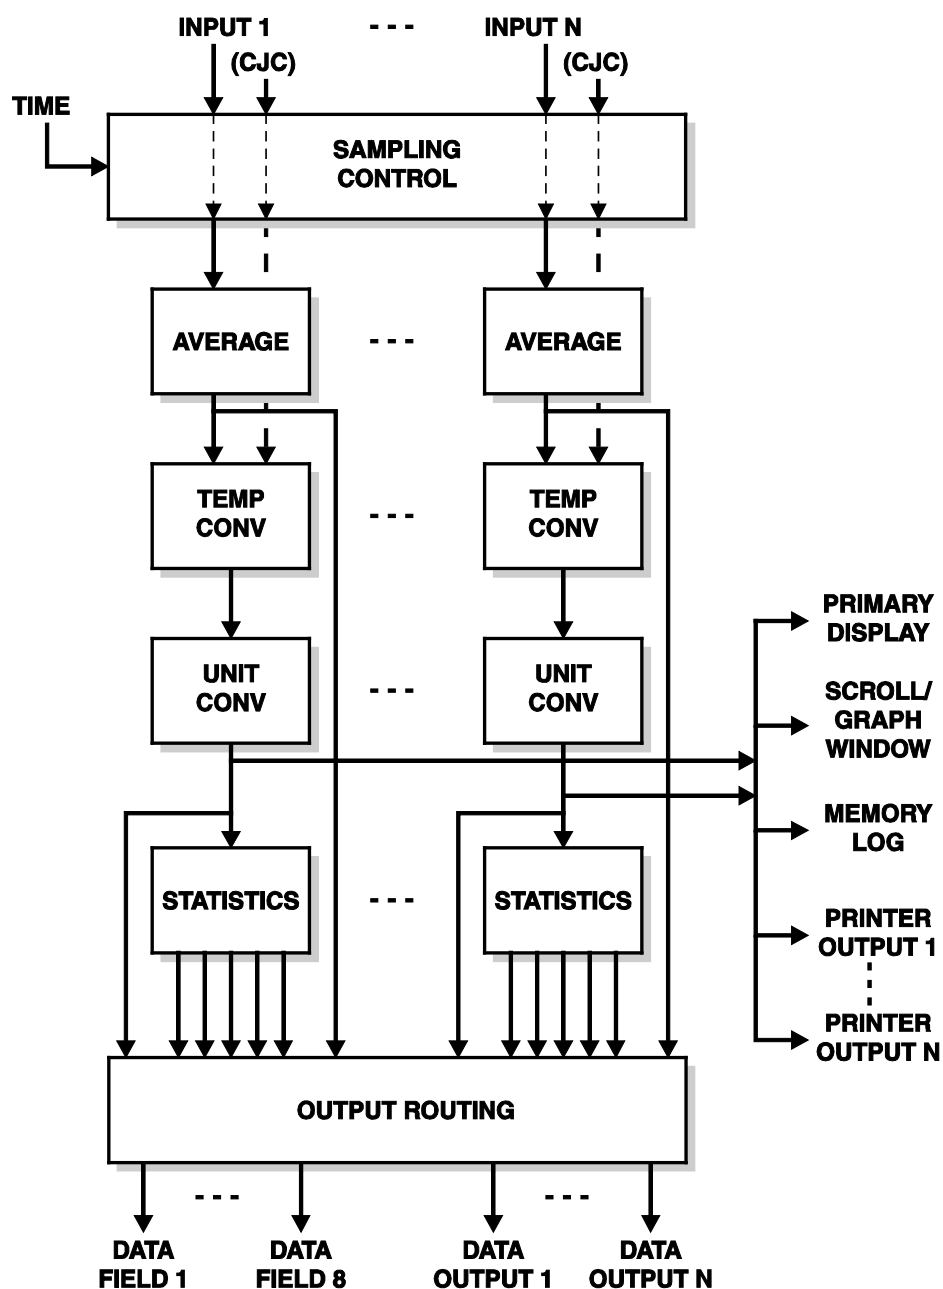 INPUT 1
INPUT N
(CJC)
(CJC)
TIME
SAMPLING
CONTROL
AVERAGE
AVERAGE
TEMP
CONV
TEMP
CONV
UNIT
CONV
UNIT
CONV
PRIMARY
DISPLAY
SCROLL/
GRAPH
WINDOW
MEMORY
LOG
STATISTICS
STATISTICS
PRINTER
OUTPUT 1
PRINTER
OUTPUT N
OUTPUT ROUTING
DATA
FIELD 1
DATA
FIELD 8
DATA
OUTPUT 1
DATA
OUTPUT N